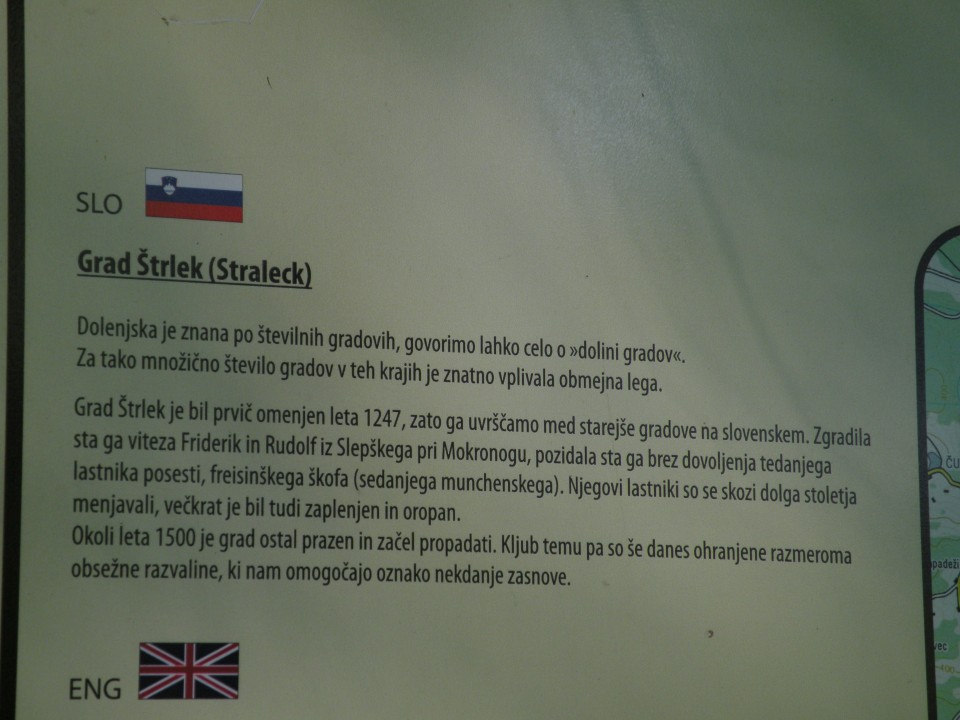 SLO
Grad Štrlek (Straleck)
Dolenjska je znana po številnih gradovih, govorimo lahko celo o »dolini gradov«.
Za tako množično število gradov v teh krajih je znatno vplivala obmejna lega.
Grad Štrlek je bil prvič omenjen leta 1247, zato ga uvrščamo med starejše gradove na slovenskem. Zgradila
sta ga viteza Friderik in Rudolf iz Slepškega pri Mokronogu, pozidala sta ga brez dovoljenja tedanjega
lastnika posesti, freisinškega škofa (sedanjega munchenskega). Njegovi lastniki so se skozi dolga stoletja
menjavali, večkrat je bil tudi zaplenjen in oropan.
Okoli leta 1500 je grad ostal prazen in začel propadati. Kljub temu pa so še danes ohranjene razmeroma
obsežne razvaline, ki nam omogočajo oznako nekdanje zasnove.
ENG